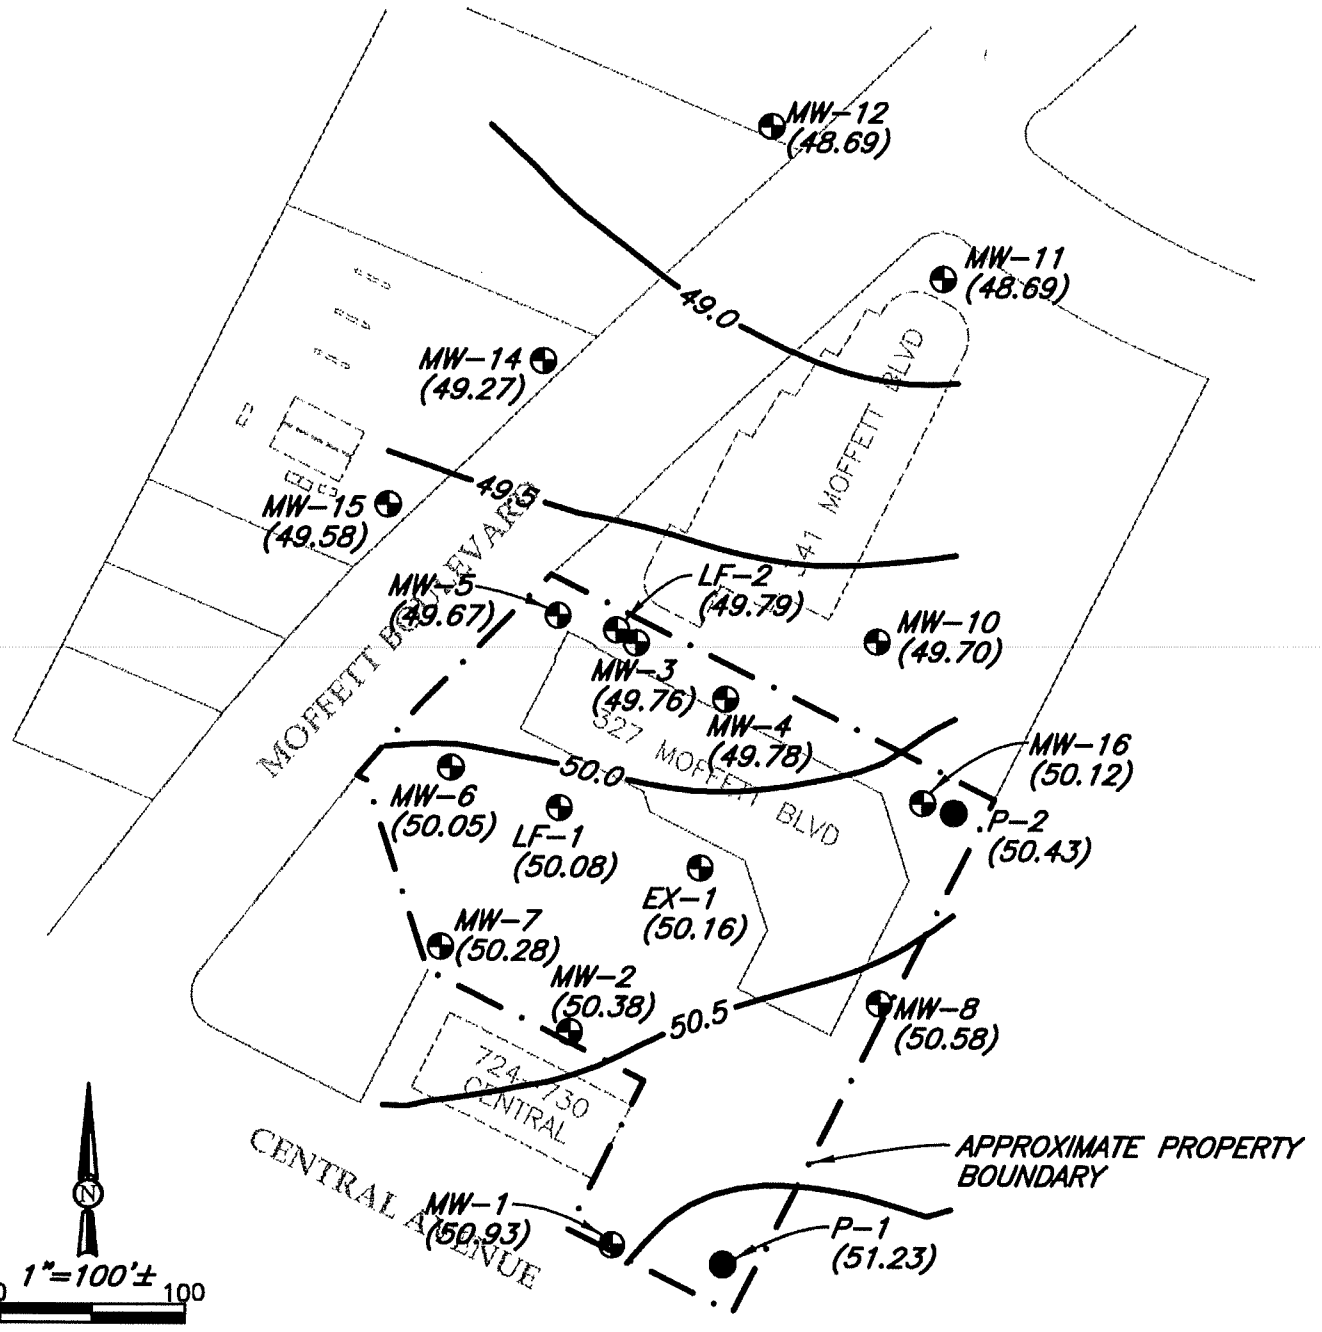 MW-12
(48.69)
MW-11
(48.69)
49.0
MW-14
(49.27)
341 MOFFETT BLVD
49.5
MW-15
(49.58)
MOFFETT BOULEVARD
MW-5
(49.67)
LF-2
(49.79)
MW-10
(49.70)
MW-3
(49.76)
MW-4
(49.78)
327 MOFFETT BLVD
MW-16
(50.12)
50.0
MW-6
(50.05)
LF-1
(50.08)
P-2
(50.43)
EX-1
(50.16)
MW-7
(50.28)
MW-2
(50.38)
50.5
MW-8
(50.58)
724-730
CENTRAL
CENTRAL AVENUE
APPROXIMATE PROPERTY
BOUNDARY
MW-1
(50.93)
P-1
(51.23)
N
1"=100'±
0 100